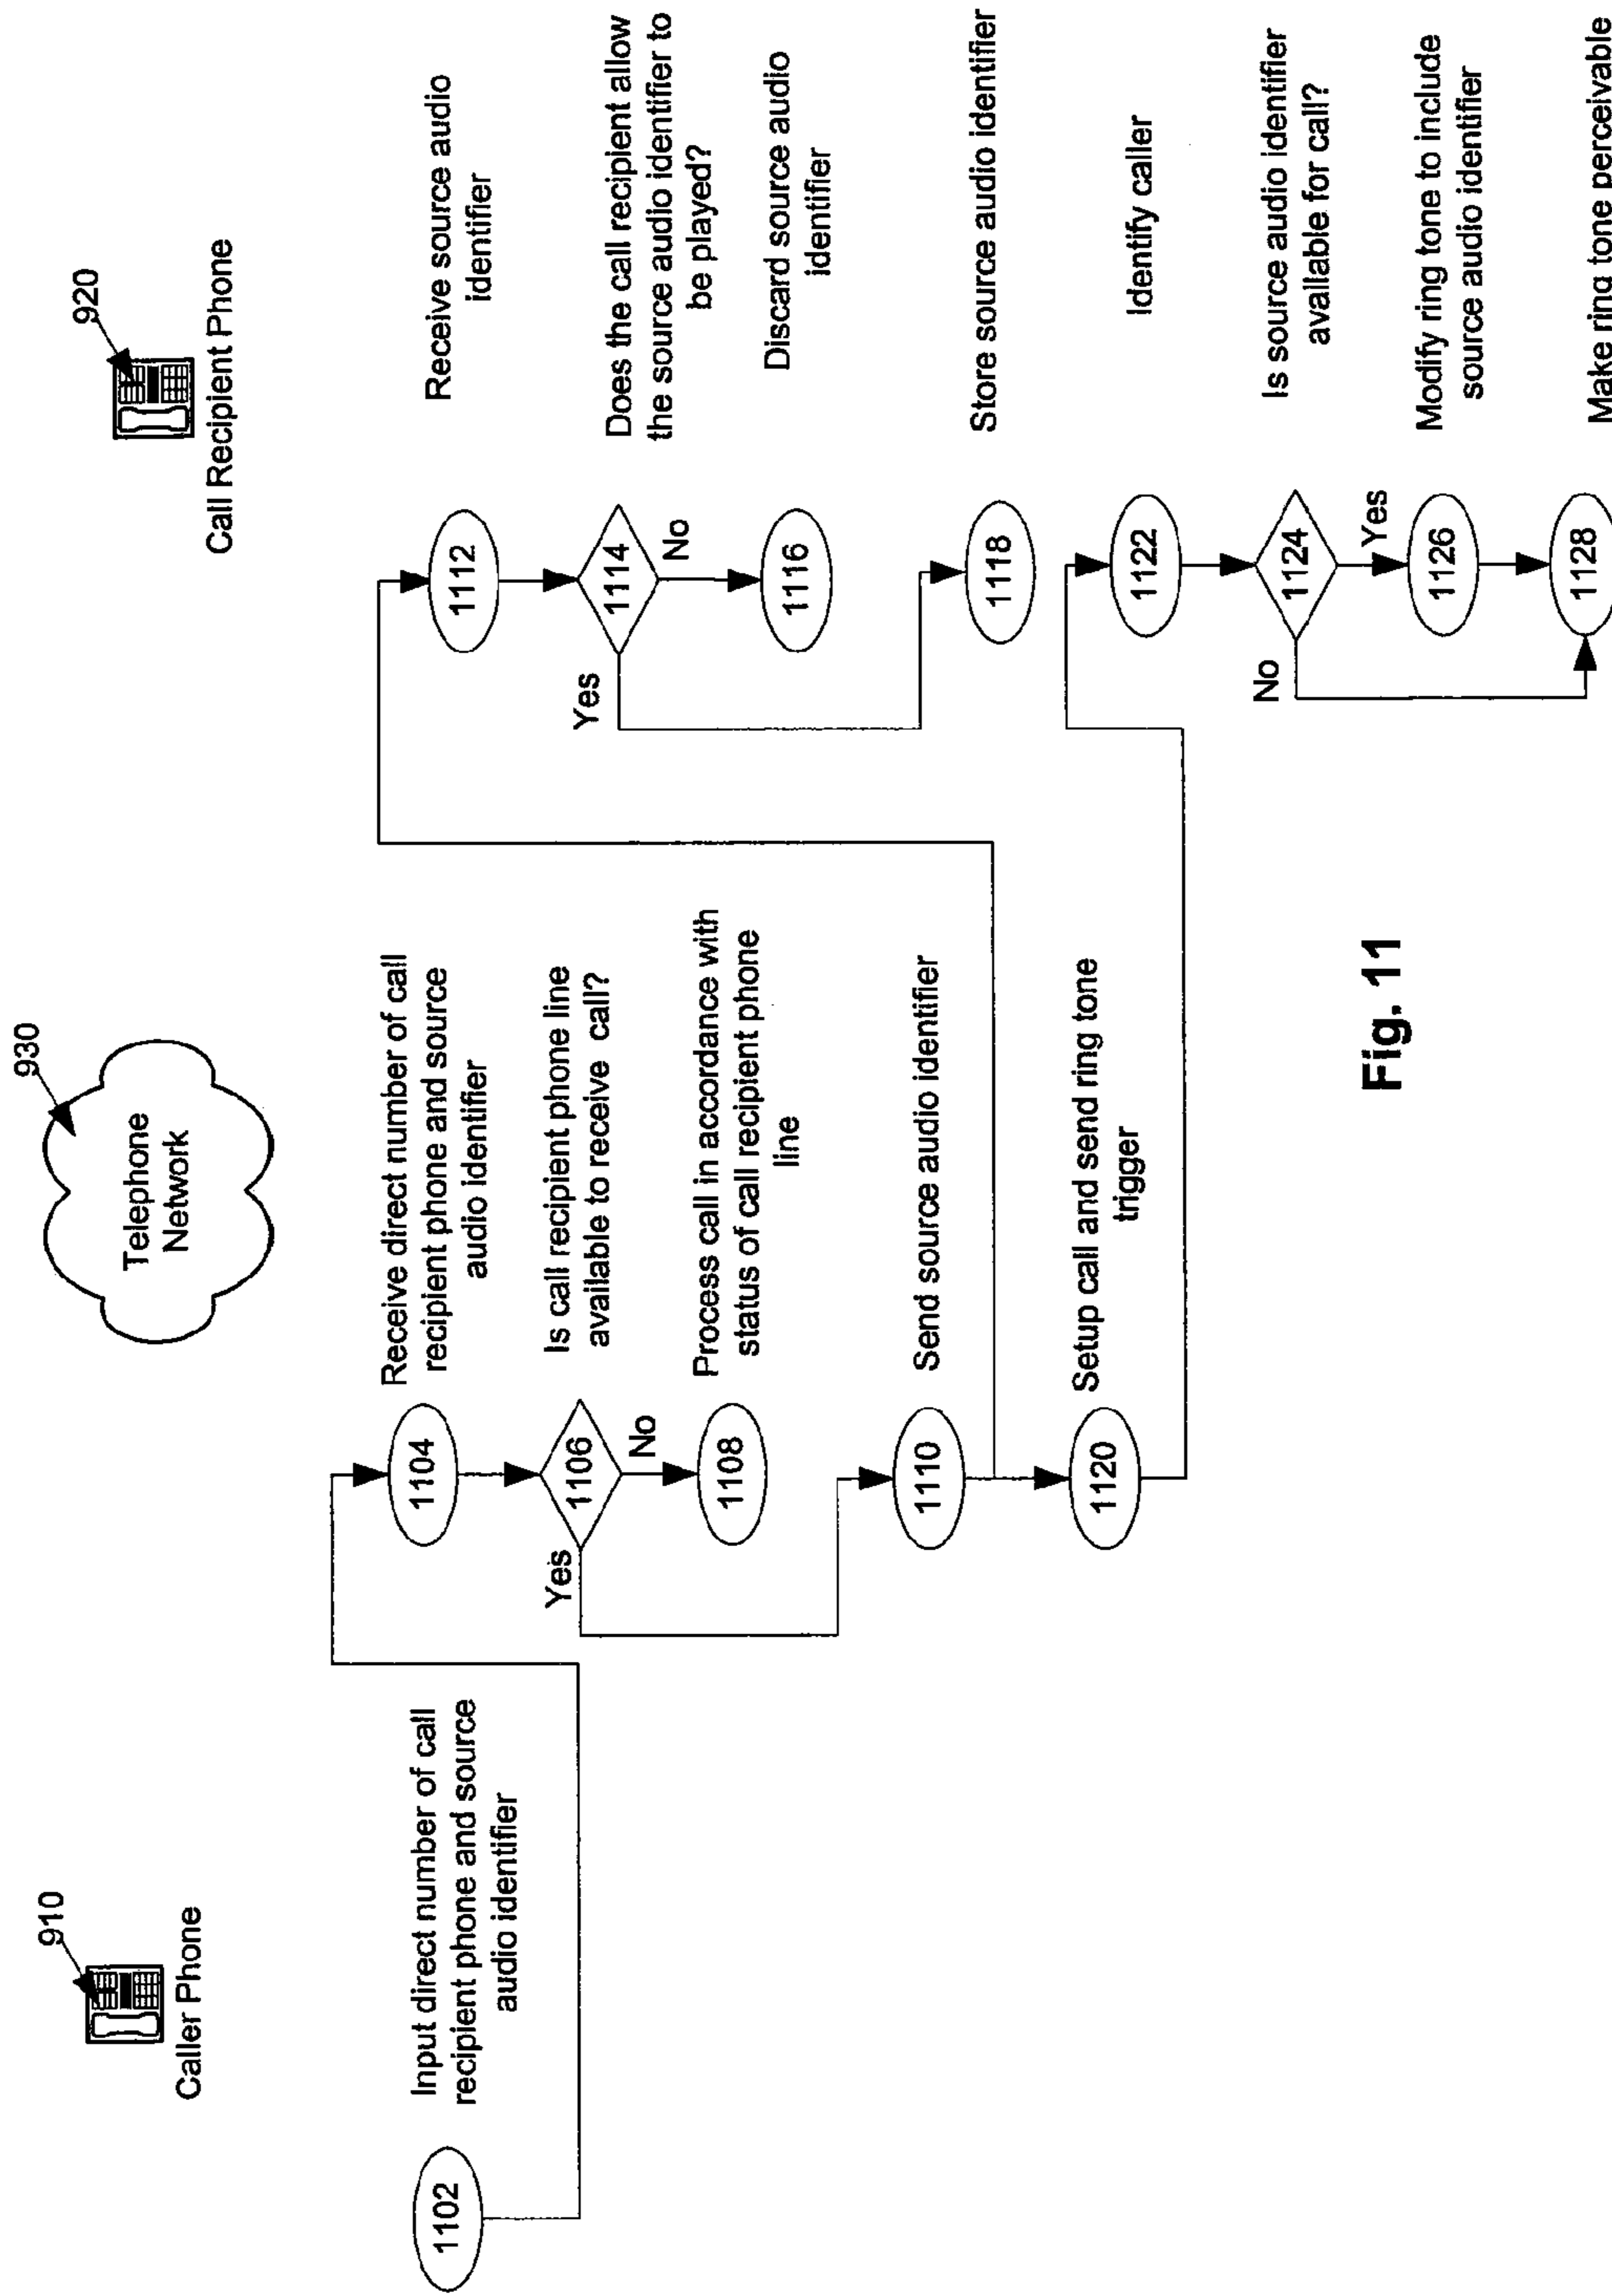 910
Caller Phone
930
Telephone
Network
920
Call Recipient Phone
1102
Input direct number of call
recipient phone and source
audio identifier
1104
Receive direct number of call
recipient phone and source
audio identifier
1106
Is call recipient phone line
available to receive call?
Yes
No
1108
Process call in accordance with
status of call recipient phone
line
1110
Send source audio identifier
1120
Setup call and send ring tone
trigger
1112
Receive source audio
identifier
1114
Does the call recipient allow
the source audio identifier to
be played?
Yes
No
1116
Discard source audio
identifier
1118
Store source audio identifier
1122
Identify caller
1124
Is source audio identifier
available for call?
No
Yes
1126
Modify ring tone to include
source audio identifier
1128
Make ring tone perceivable
Fig. 11